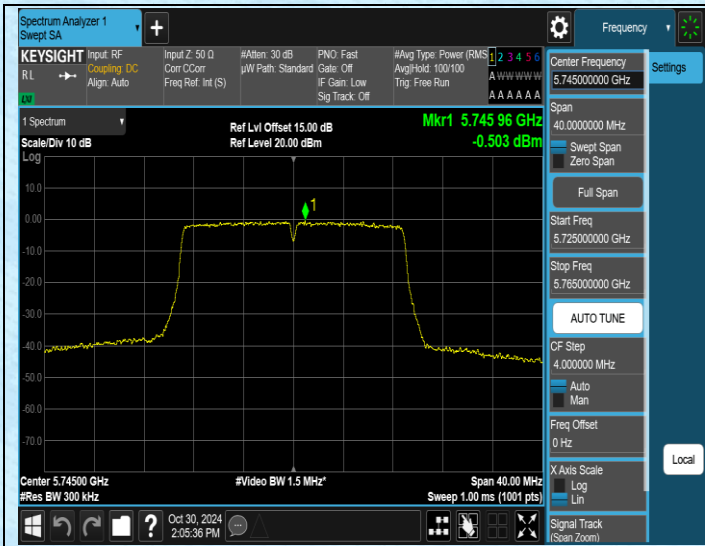 Spectrum Analyzer 1
Swept SA
+
Frequency
KEYSIGHT
RL
LXI
Input: RF
Coupling: DC
Align: Auto
Input Z: 50 Ω
Corr CCorr
Freq Ref: Int (S)
#Atten: 30 dB
µW Path: Standard
PNO: Fast
Gate: Off
IF Gain: Low
Sig Track: Off
#Avg Type: Power (RMS
Avg|Hold: 100/100
Trig: Free Run
1 2 3 4 5 6
A W W W W W
A A A A A A
1 Spectrum
Scale/Div 10 dB
Log
Ref Lvl Offset 15.00 dB
Ref Level 20.00 dBm
Mkr1 5.745 96 GHz
-0.503 dBm
10.0
0.00
-10.0
-20.0
-30.0
-40.0
-50.0
-60.0
-70.0
1
Center 5.74500 GHz
#Res BW 300 kHz
#Video BW 1.5 MHz*
Span 40.00 MHz
Sweep 1.00 ms (1001 pts)
?
Oct 30, 2024
2:05:36 PM
Center Frequency
5.745000000 GHz
Settings
Span
40.0000000 MHz
Swept Span
Zero Span
Full Span
Start Freq
5.725000000 GHz
Stop Freq
5.765000000 GHz
AUTO TUNE
CF Step
4.000000 MHz
Auto
Man
Freq Offset
0 Hz
X Axis Scale
Log
Lin
Local
Signal Track
(Span Zoom)